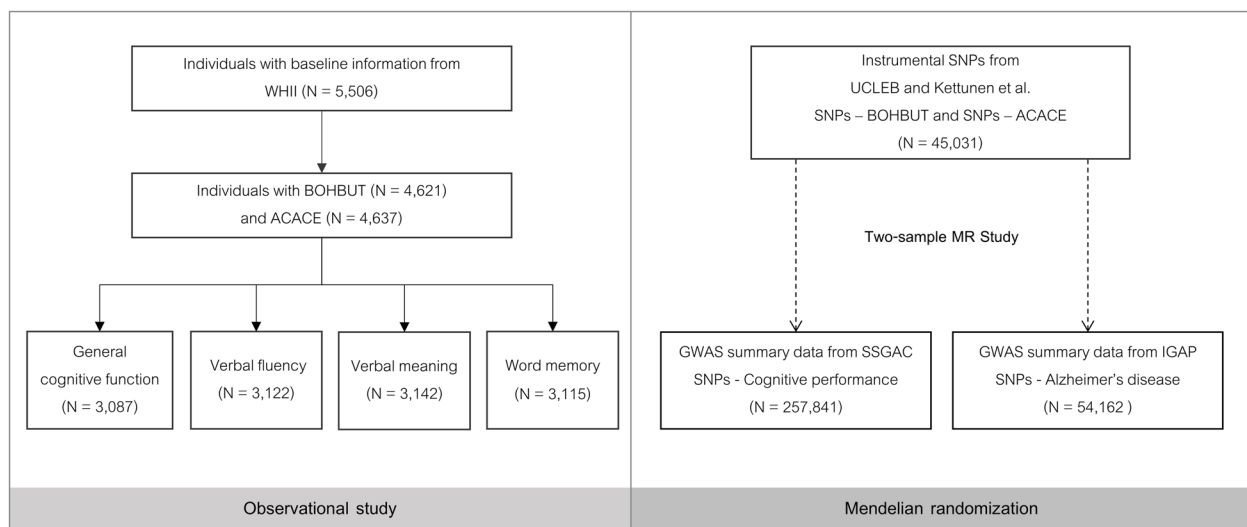 Individuals with baseline information from
WHII (N = 5,506)
Individuals with BOHBUT (N = 4,621)
and ACACE (N = 4,637)
General
cognitive function
(N = 3,087)
Verbal fluency
(N = 3,122)
Verbal meaning
(N = 3,142)
Word memory
(N = 3,115)
Observational study
Instrumental SNPs from
UCLEB and Kettunen et al.
SNPs – BOHBUT and SNPs – ACACE
(N = 45,031)
Two-sample MR Study
GWAS summary data from SSGAC
SNPs - Cognitive performance
(N = 257,841)
GWAS summary data from IGAP
SNPs - Alzheimer's disease
(N = 54,162 )
Mendelian randomization